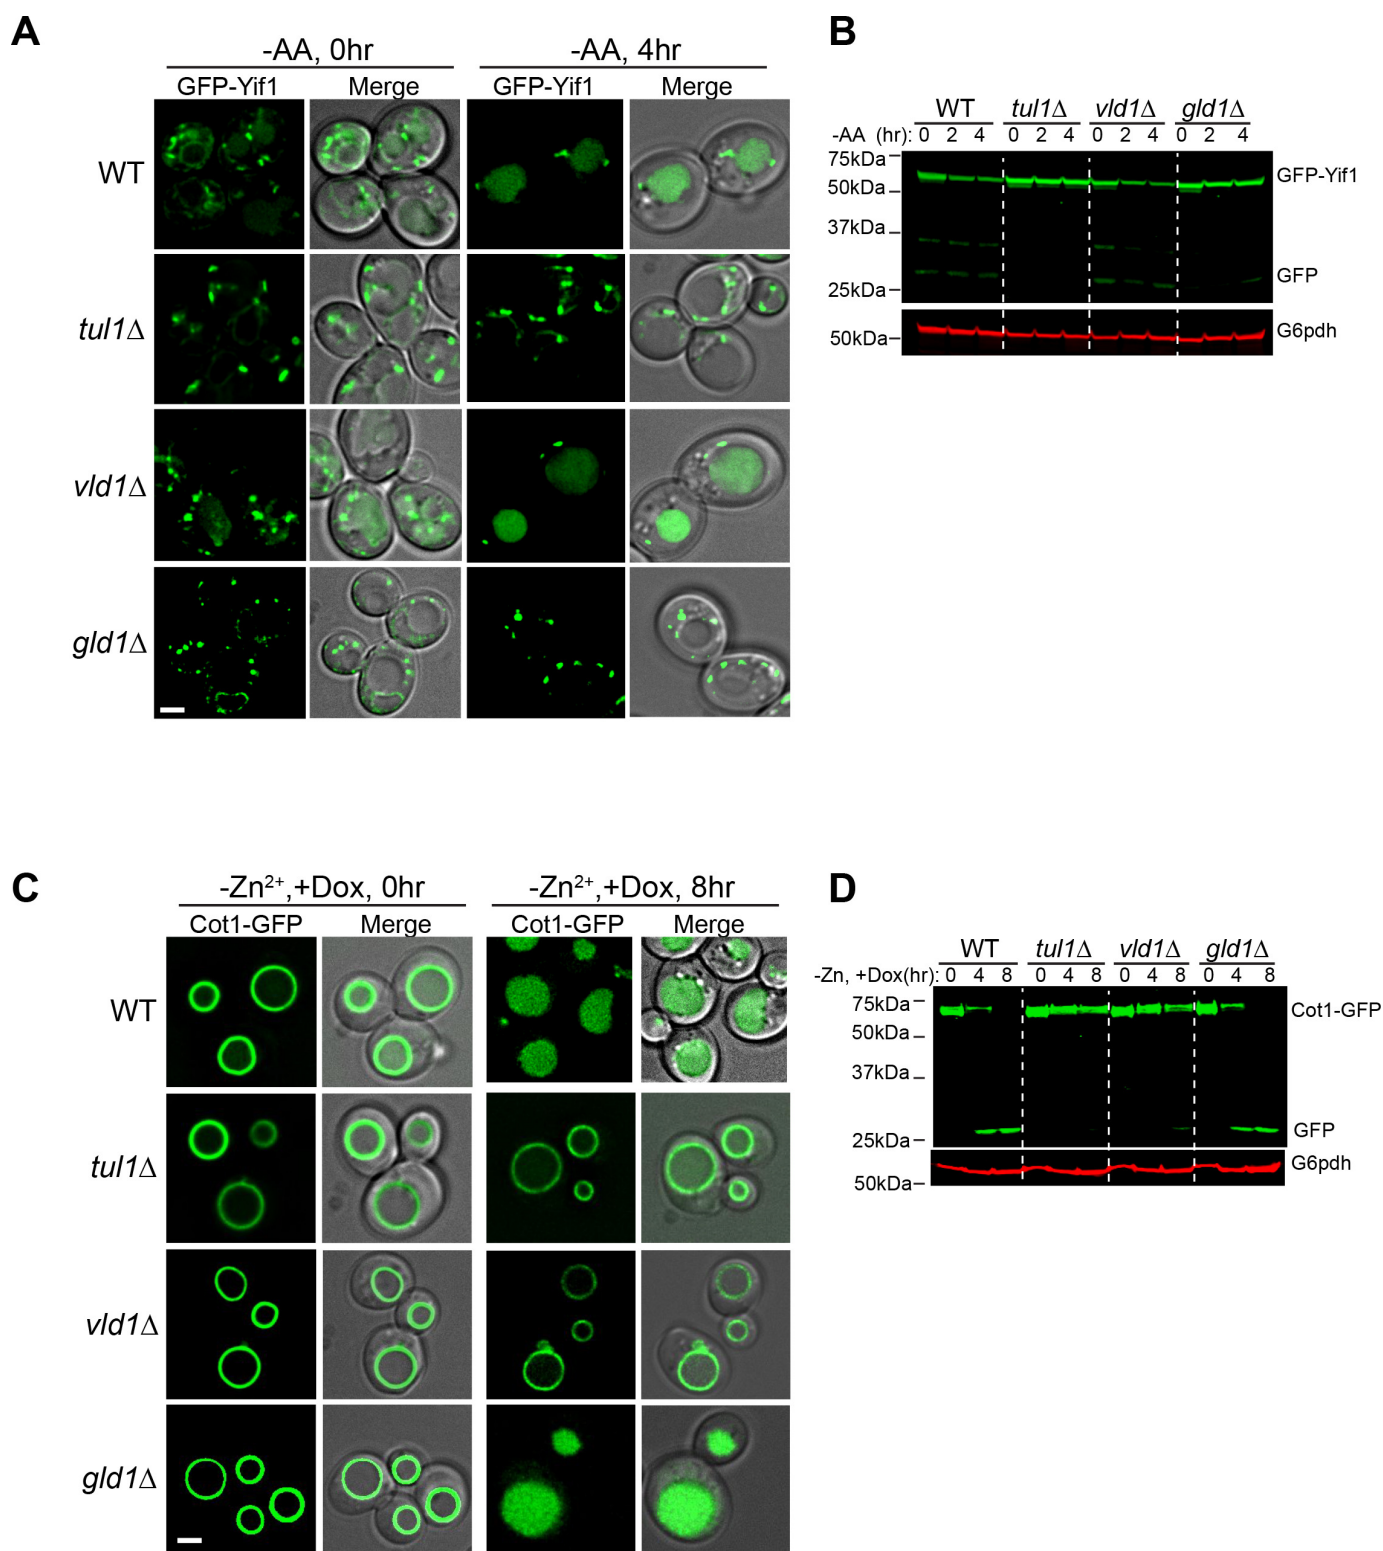 A
-AA, 0hr
-AA, 4hr
GFP-Yif1
Merge
GFP-Yif1
Merge
WT
tul1Δ
vld1Δ
gld1Δ
B
WT
tul1Δ
vld1Δ
gld1Δ
-AA (hr): 0 2 4 0 2 4 0 2 4 0 2 4
75kDa
50kDa
GFP-Yif1
37kDa
GFP
25kDa
50kDa
G6pdh
C
-Zn²⁺,+Dox, 0hr
-Zn²⁺,+Dox, 8hr
Cot1-GFP
Merge
Cot1-GFP
Merge
WT
tul1Δ
vld1Δ
gld1Δ
D
WT
tul1Δ
vld1Δ
gld1Δ
-Zn, +Dox(hr): 0 4 8 0 4 8 0 4 8 0 4 8
75kDa
Cot1-GFP
50kDa
37kDa
GFP
25kDa
G6pdh
50kDa